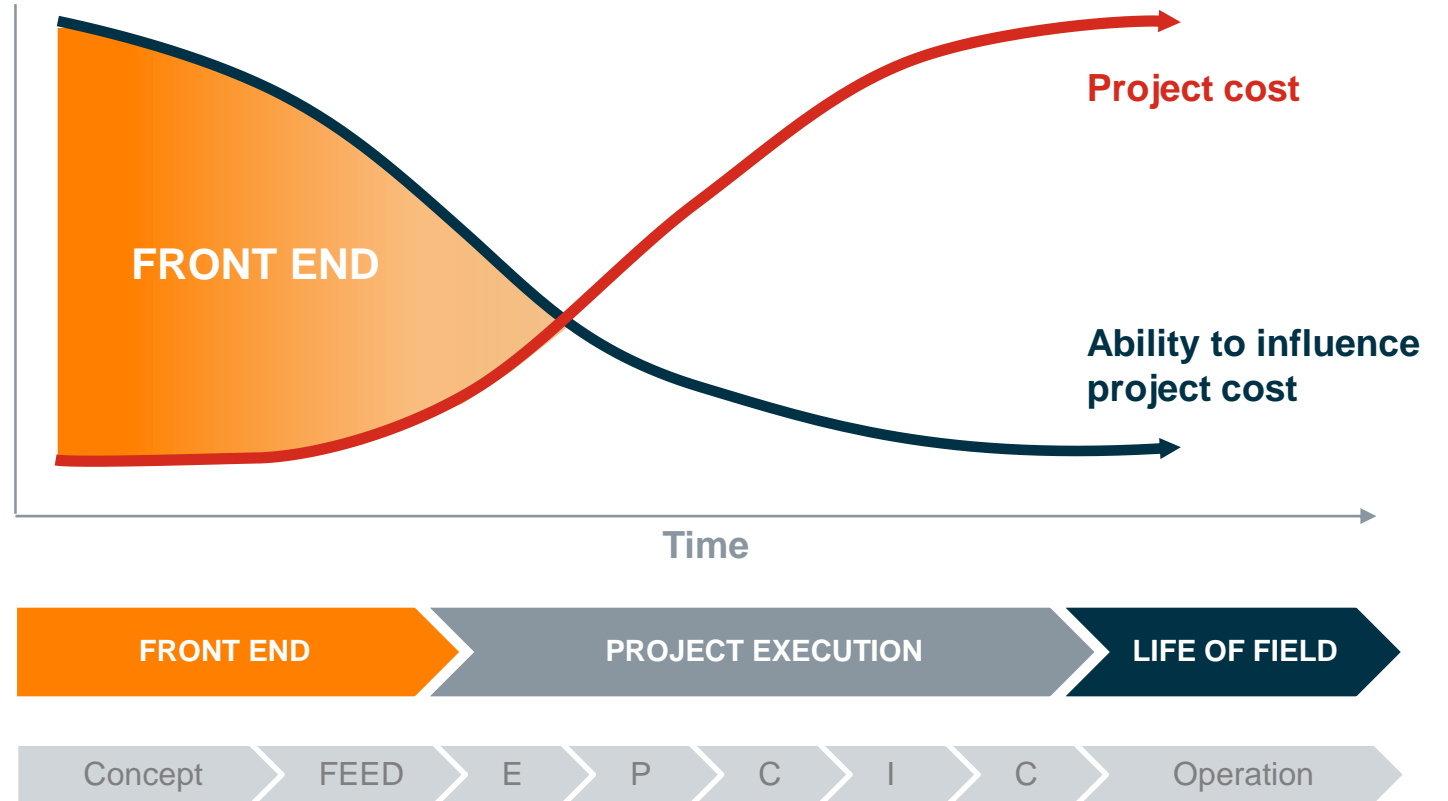 Project cost
FRONT END
Ability to influence
project cost
Time
FRONT END
PROJECT EXECUTION
LIFE OF FIELD
Concept
FEED
E
P
C
I
C
Operation